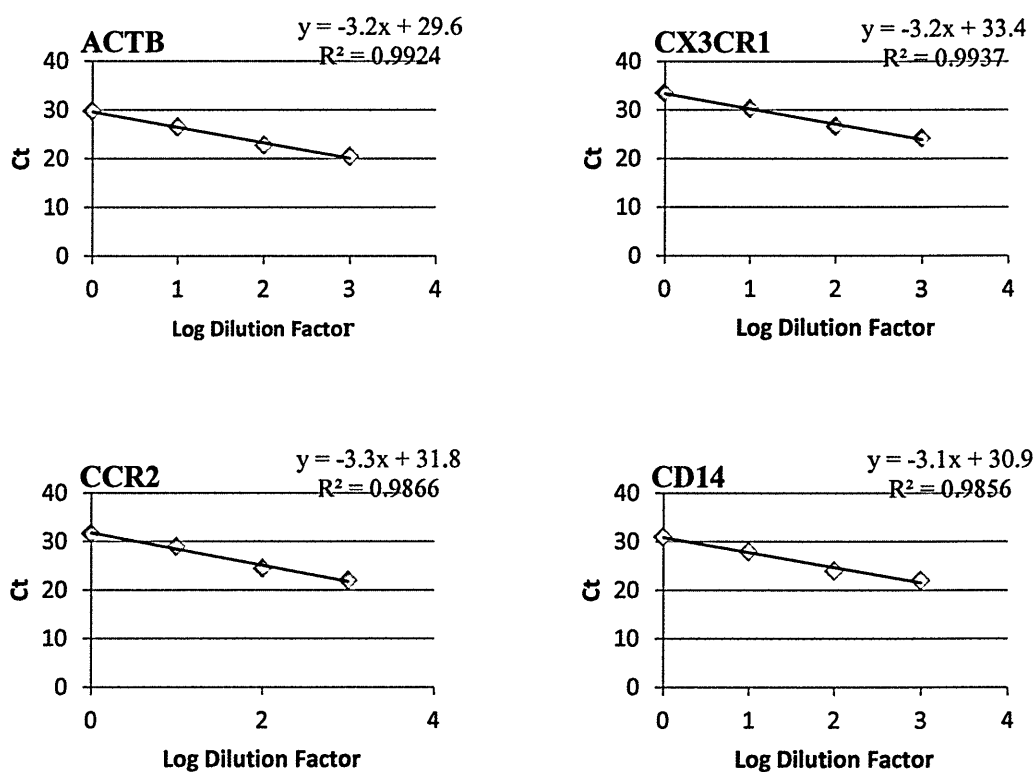 ACTB
y = -3.2x + 29.6
R² = 0.9924
40
30
20
10
0
Ct
0 1 2 3 4
Log Dilution Factor
CX3CR1
y = -3.2x + 33.4
R² = 0.9937
40
30
20
10
0
Ct
0 1 2 3 4
Log Dilution Factor
CCR2
y = -3.3x + 31.8
R² = 0.9866
40
30
20
10
0
Ct
0 2 4
Log Dilution Factor
CD14
y = -3.1x + 30.9
R² = 0.9856
40
30
20
10
0
Ct
0 1 2 3 4
Log Dilution Factor